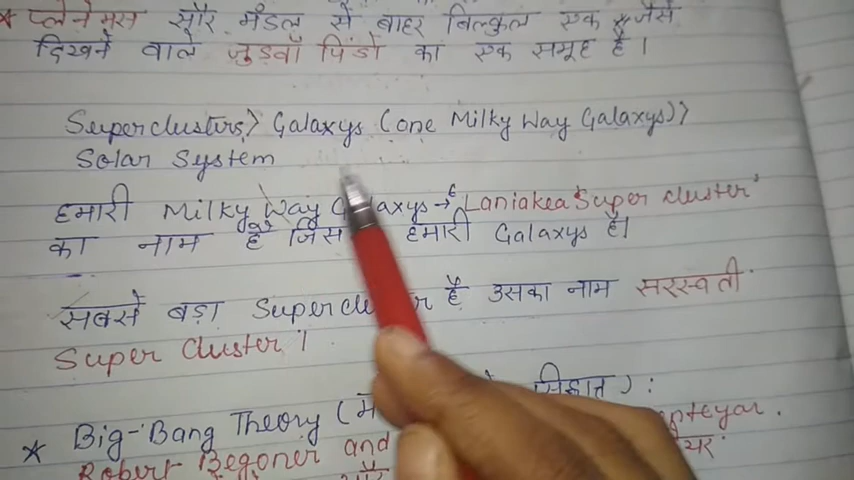 * प्लेनेमस सौर मंडल से बाहर बिल्कुल एक जैसे
दिखने वाले जुड़वाँ पिंडो का एक समूह है।
Superclusters> Galaxys (one Milky Way Galaxys)>
Solar System
हमारी Milky Way Galaxys → Laniakea "Super cluster"
का नाम है जिस हमारी Galaxys है।
सबसे बड़ा Supercluster है उसका नाम सरस्वती
Super Cluster।
* Big-Bang Theory ( सिद्धांत) :
Robert Begoner and